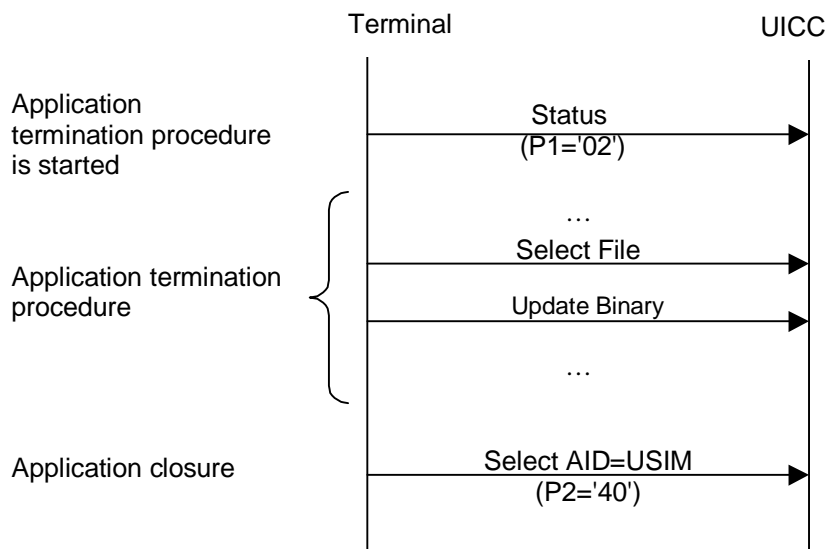 Terminal
UICC
Application
termination procedure
is started
Status
(P1='02')
…
Select File
Application termination
procedure
Update Binary
…
Application closure
Select AID=USIM
(P2='40')